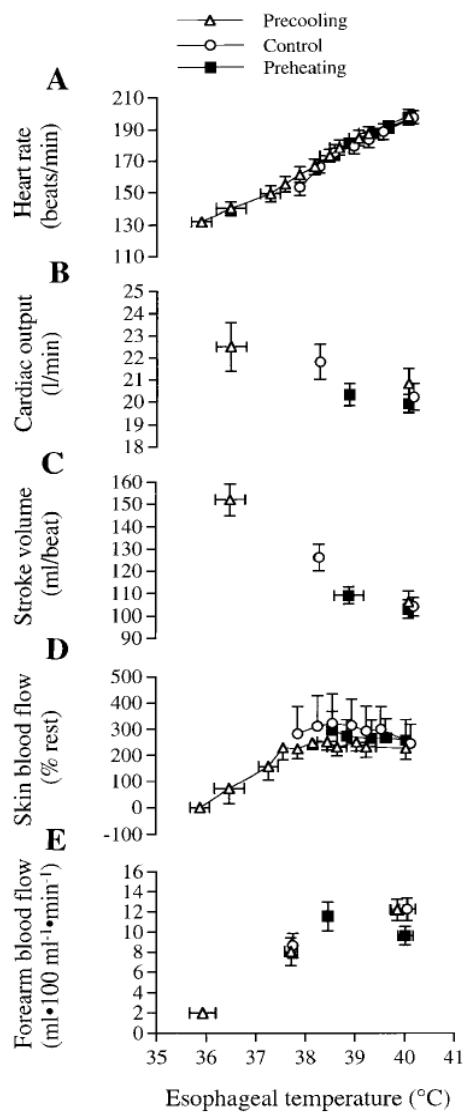 Precooling
Control
Preheating
A
210
190
170
150
130
110
Heart rate
(beats/min)
B
25
24
23
22
21
20
19
18
Cardiac output
(l/min)
C
160
150
140
130
120
110
100
90
Stroke volume
(ml/beat)
D
500
400
300
200
100
0
-100
Skin blood flow
(% rest)
E
16
14
12
10
8
6
4
2
0
Forearm blood flow
(ml•100 ml⁻¹•min⁻¹)
35 36 37 38 39 40 41
Esophageal temperature (°C)